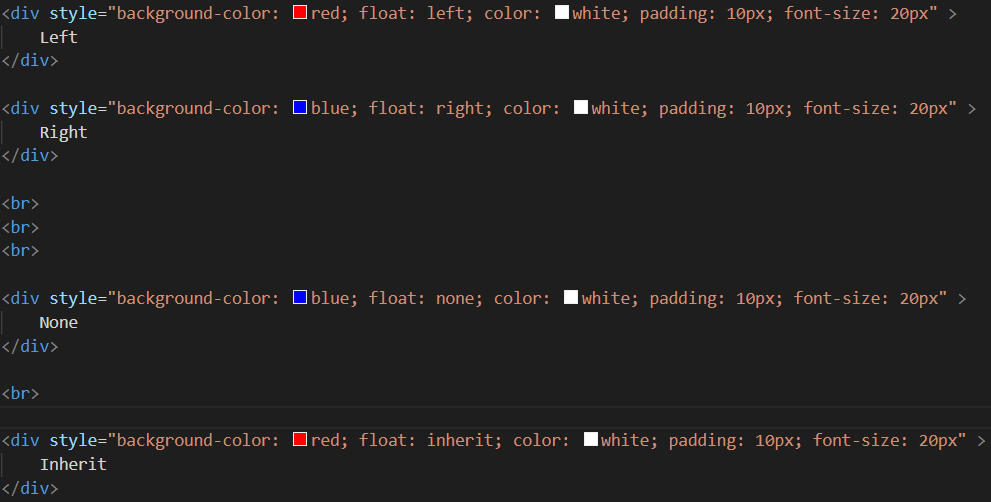 <div style="background-color: red; float: left; color: white; padding: 10px; font-size: 20px" >
Left
</div>
<div style="background-color: blue; float: right; color: white; padding: 10px; font-size: 20px" >
Right
</div>
<br>
<br>
<br>
<div style="background-color: blue; float: none; color: white; padding: 10px; font-size: 20px" >
None
</div>
<br>
<div style="background-color: red; float: inherit; color: white; padding: 10px; font-size: 20px" >
Inherit
</div>